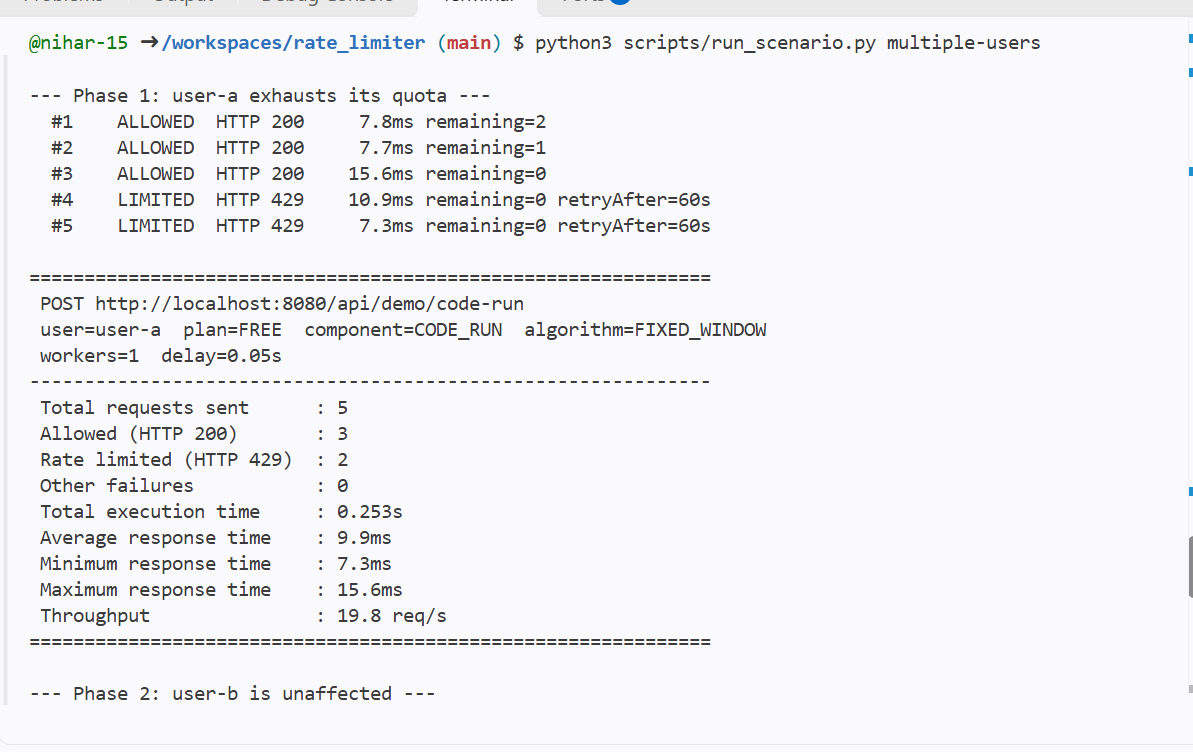 @nihar-15 ➜/workspaces/rate_limiter (main) $ python3 scripts/run_scenario.py multiple-users
--- Phase 1: user-a exhausts its quota ---
#1    ALLOWED  HTTP 200     7.8ms remaining=2
#2    ALLOWED  HTTP 200     7.7ms remaining=1
#3    ALLOWED  HTTP 200    15.6ms remaining=0
#4    LIMITED  HTTP 429    10.9ms remaining=0 retryAfter=60s
#5    LIMITED  HTTP 429     7.3ms remaining=0 retryAfter=60s
==============================================================
POST http://localhost:8080/api/demo/code-run
user=user-a  plan=FREE  component=CODE_RUN  algorithm=FIXED_WINDOW
workers=1  delay=0.05s
--------------------------------------------------------------
Total requests sent      : 5
Allowed (HTTP 200)       : 3
Rate limited (HTTP 429)  : 2
Other failures           : 0
Total execution time     : 0.253s
Average response time    : 9.9ms
Minimum response time    : 7.3ms
Maximum response time    : 15.6ms
Throughput               : 19.8 req/s
==============================================================
--- Phase 2: user-b is unaffected ---